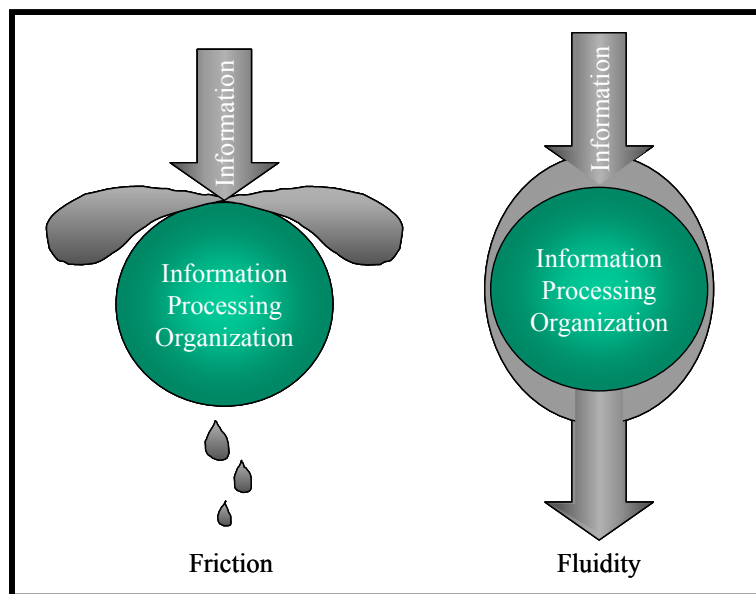 Information
Information
Processing
Organization
Friction
Information
Information
Processing
Organization
Fluidity